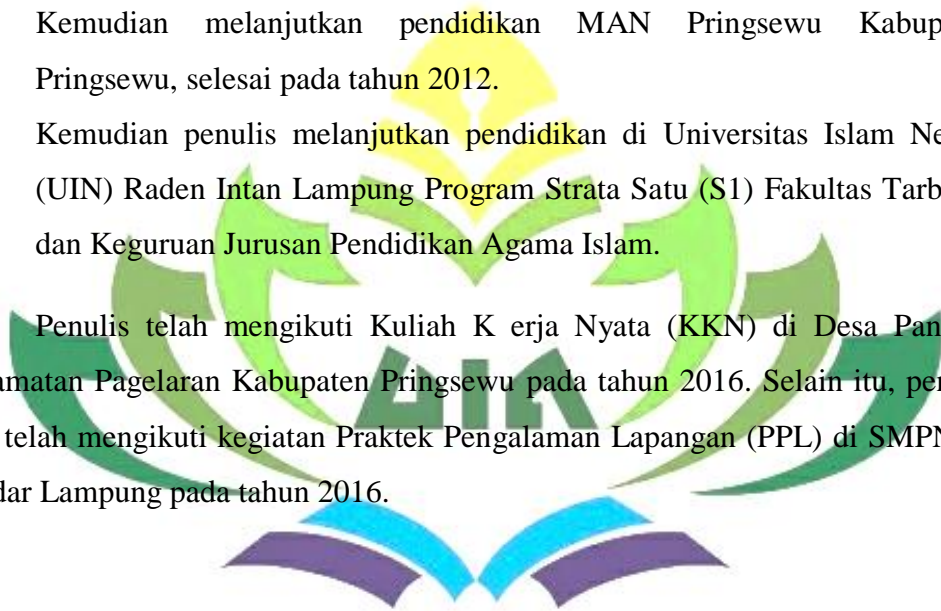 Kemudian melanjutkan pendidikan MAN Pringsewu Kabup
Pringsewu, selesai pada tahun 2012.
Kemudian penulis melanjutkan pendidikan di Universitas Islam Ne
(UIN) Raden Intan Lampung Program Strata Satu (S1) Fakultas Tarb
dan Keguruan Jurusan Pendidikan Agama Islam.
Penulis telah mengikuti Kuliah K erja Nyata (KKN) di Desa Pan
amatan Pagelaran Kabupaten Pringsewu pada tahun 2016. Selain itu, pe
telah mengikuti kegiatan Praktek Pengalaman Lapangan (PPL) di SMPN
dar Lampung pada tahun 2016.
UIN